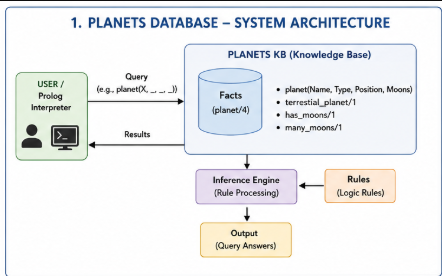 1. PLANETS DATABASE – SYSTEM ARCHITECTURE
PLANETS KB (Knowledge Base)
USER /
Prolog
Interpreter
>_
Query
(e.g., planet(X, _, _, _))
Results
Facts
(planet/4)
• planet(Name, Type, Position, Moons)
• terrestial_planet/1
• has_moons/1
• many_moons/1
Inference Engine
(Rule Processing)
Rules
(Logic Rules)
Output
(Query Answers)